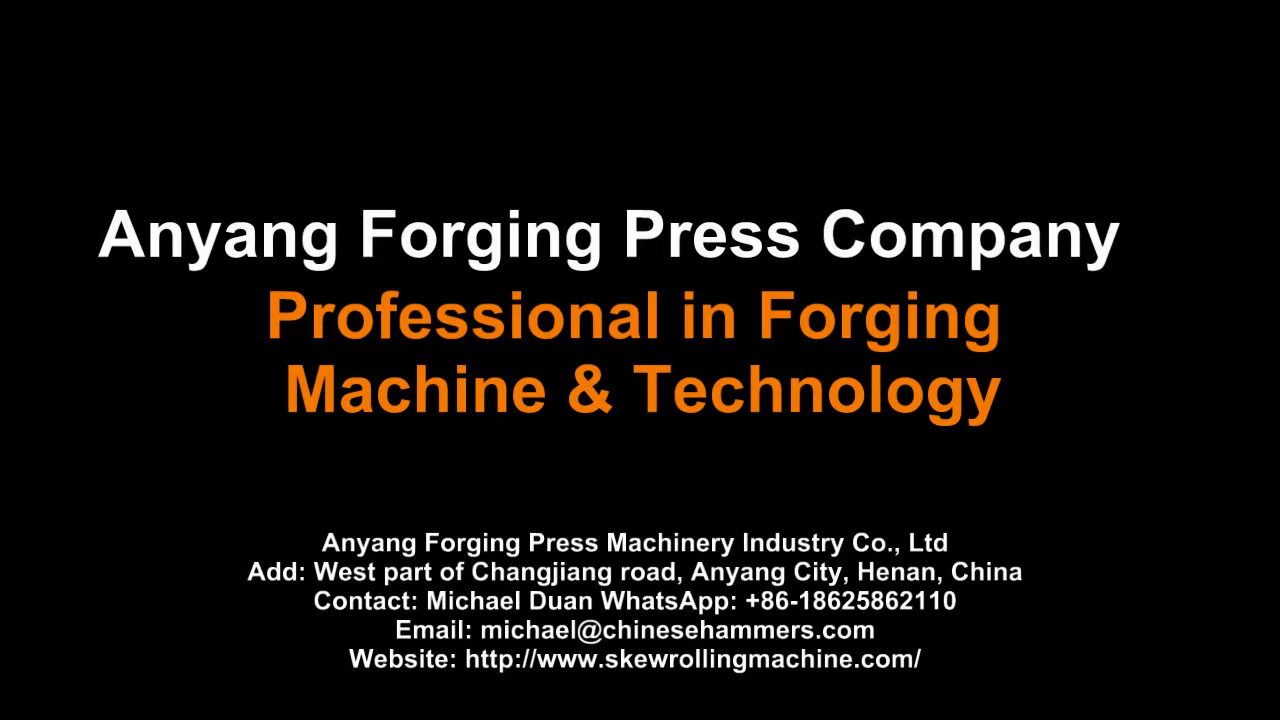 Anyang Forging Press Company
Professional in Forging
Machine & Technology
Anyang Forging Press Machinery Industry Co., Ltd
Add: West part of Changjiang road, Anyang City, Henan, China
Contact: Michael Duan WhatsApp: +86-18625862110
Email: michael@chinesehammers.com
Website: http://www.skewrollingmachine.com/